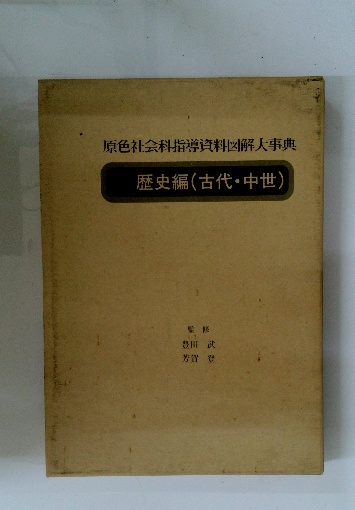 原色社会科指導資料図解大事典
歴史編(古代・中世)
監修
豊田 武
芳賀 登